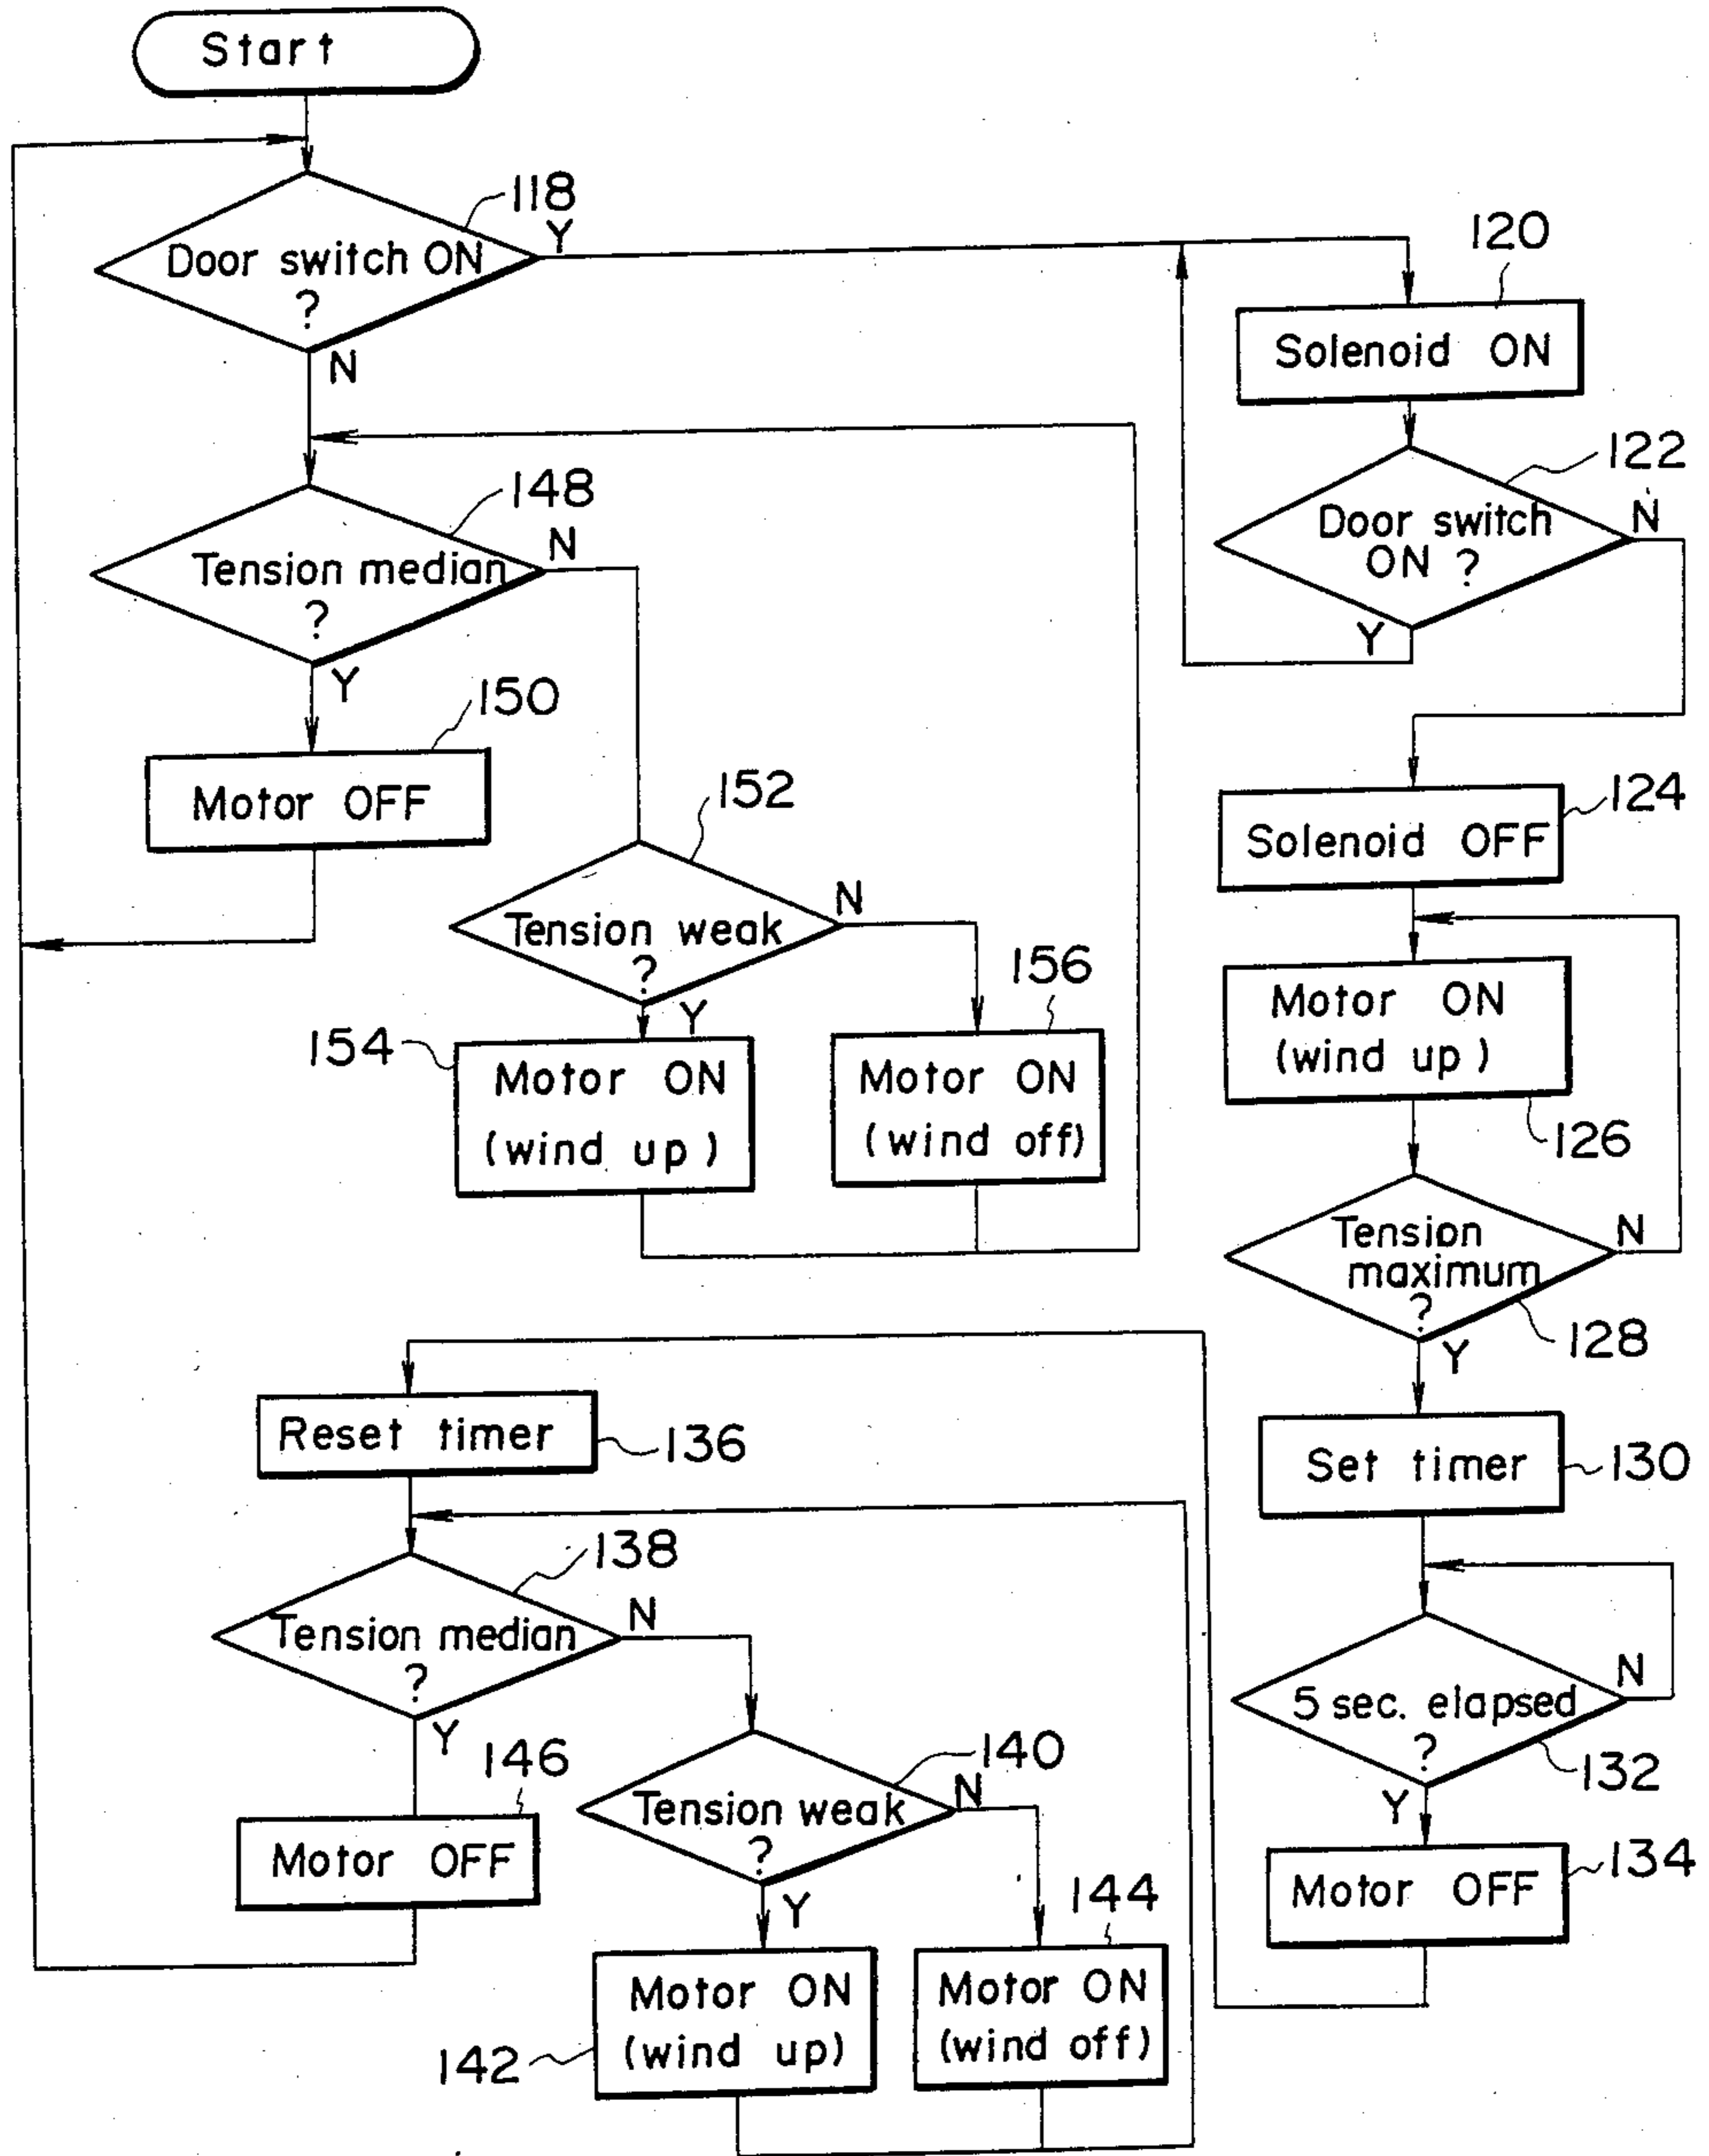 Start
118
Y
Door switch ON
?
N
120
Solenoid ON
122
Door switch
ON ?
N
Y
148
N
Tension median
?
Y
150
Motor OFF
124
Solenoid OFF
152
Tension weak
?
N
Y
154
Motor ON
(wind up)
156
Motor ON
(wind off)
Motor ON
(wind up)
126
Tension
maximum
?
N
128
Y
Set timer
130
5 sec. elapsed
?
N
132
Y
134
Motor OFF
Reset timer
136
138
Tension median
?
N
Y
146
Motor OFF
140
Tension weak
?
N
Y
142
Motor ON
(wind up)
144
Motor ON
(wind off)